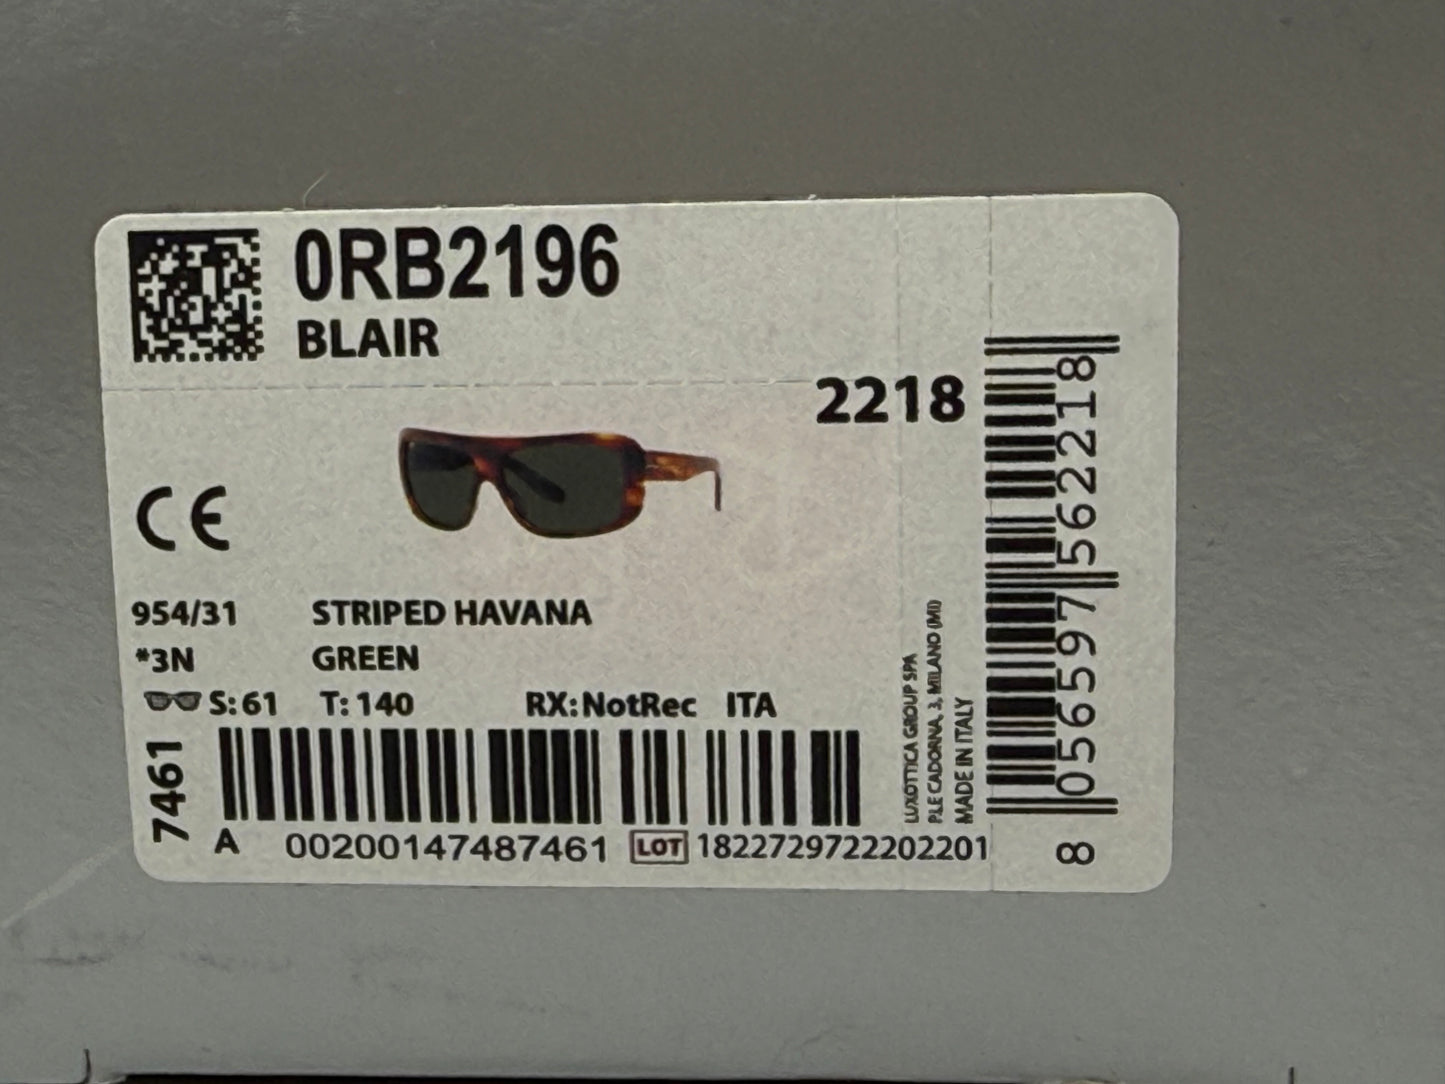 0RB2196
BLAIR
2218
CE
954/31 STRIPED HAVANA
*3N GREEN
S:61 T:140 RX:NotRec ITA
7461
A 00200147487461 LOT 1822729722202201
LUXOTTICA GROUP SPA
P.LE CADORNA, 3, MILANO (MI)
MADE IN ITALY
8 056597 562218